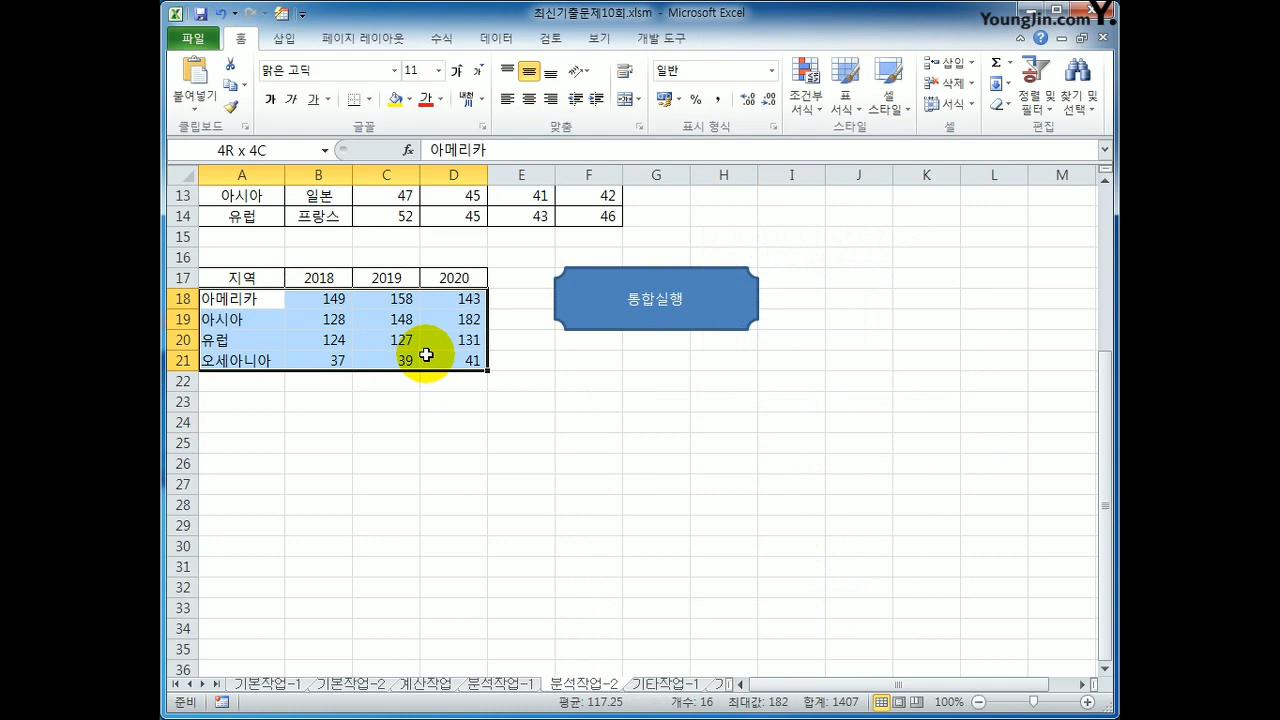 최신기출문제10회.xlsm - Microsoft Excel
YoungJin.com Y.
파일 홈 삽입 페이지 레이아웃 수식 데이터 검토 보기 개발 도구
맑은 고딕 11 가 가 일반 삽입
붙여넣기 가 가 가 가 내천 % , 조건부 서식 표 서식 셀 스타일 삭제 서식 정렬 및 필터 찾기 및 선택
클립보드 글꼴 맞춤 표시 형식 스타일 셀 편집
4R x 4C fx 아메리카
A B C D E F G H I J K L M
13 아시아 일본 47 45 41 42
14 유럽 프랑스 52 45 43 46
15
16
17 지역 2018 2019 2020
18 아메리카 149 158 143 통합실행
19 아시아 128 148 182
20 유럽 124 127 131
21 오세아니아 37 39 41
22
23
24
25
26
27
28
29
30
31
32
33
34
35
36
기본작업-1 기본작업-2 계산작업 분석작업-1 분석작업-2 기타작업-1
준비 평균: 117.25 개수: 16 최대값: 182 합계: 1407 100%